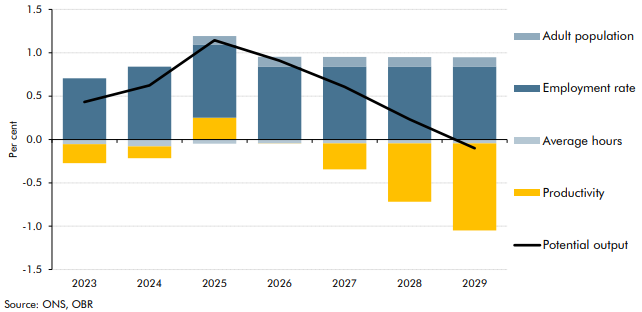 1.5
1.0
0.5
0.0
-0.5
-1.0
-1.5
Per cent
2023 2024 2025 2026 2027 2028 2029
Adult population
Employment rate
Average hours
Productivity
Potential output
Source: ONS, OBR